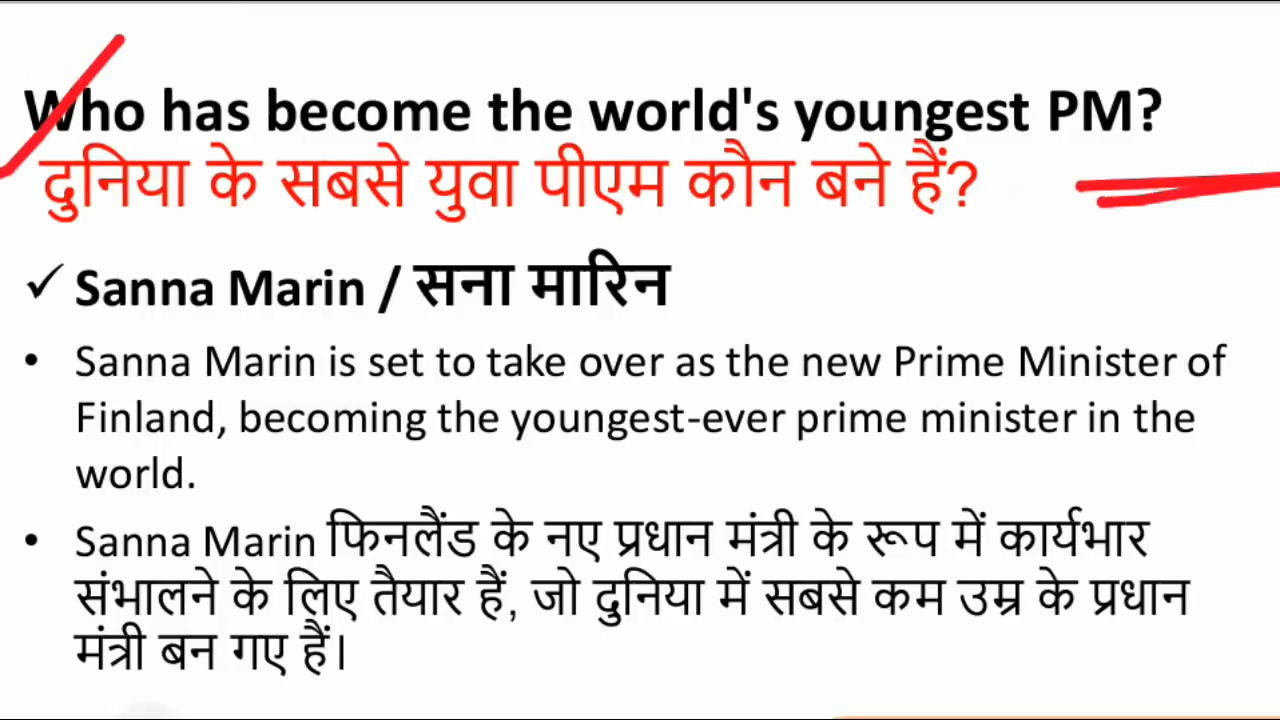 Who has become the world's youngest PM?
दुनिया के सबसे युवा पीएम कौन बने हैं?
✓ Sanna Marin / सना मारिन
• Sanna Marin is set to take over as the new Prime Minister of
Finland, becoming the youngest-ever prime minister in the
world.
• Sanna Marin फिनलैंड के नए प्रधान मंत्री के रूप में कार्यभार
संभालने के लिए तैयार हैं, जो दुनिया में सबसे कम उम्र के प्रधान
मंत्री बन गए हैं।